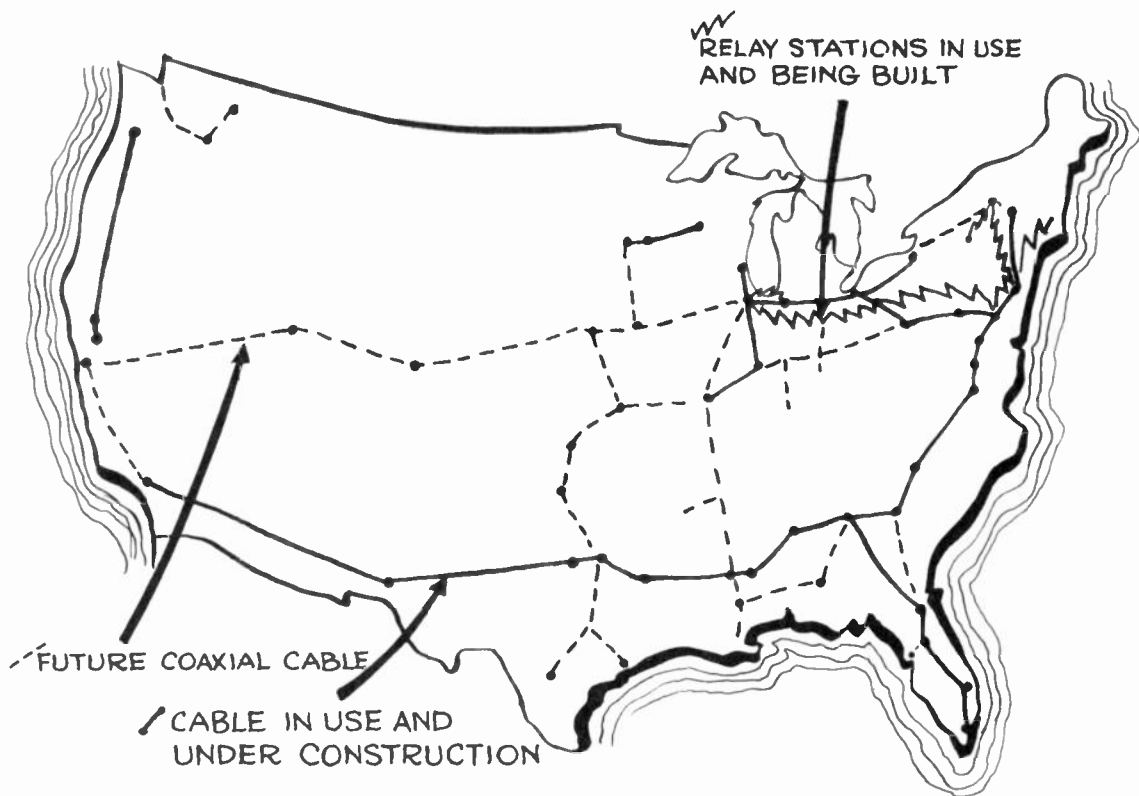 RELAY STATIONS IN USE
AND BEING BUILT
FUTURE COAXIAL CABLE
CABLE IN USE AND
UNDER CONSTRUCTION